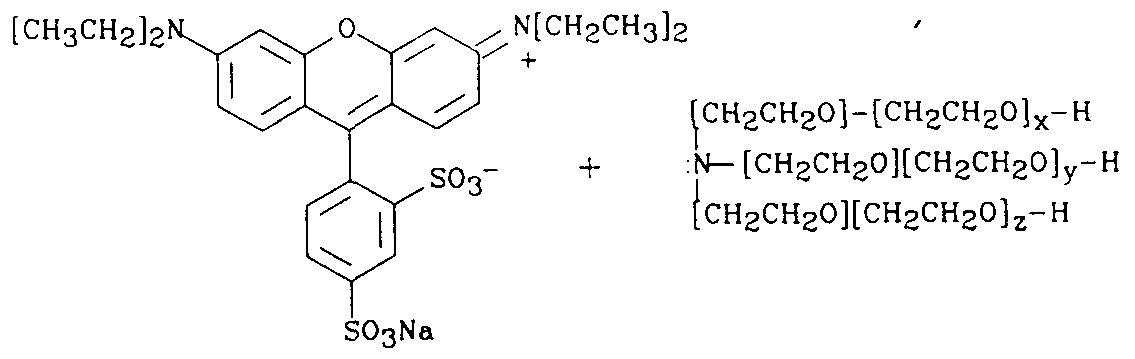 [CH3CH2]2N O N[CH2CH3]2
+
[CH2CH2O]-[CH2CH2O]x-H
SO3- + :N-[CH2CH2O][CH2CH2O]y-H
[CH2CH2O][CH2CH2O]z-H
SO3Na